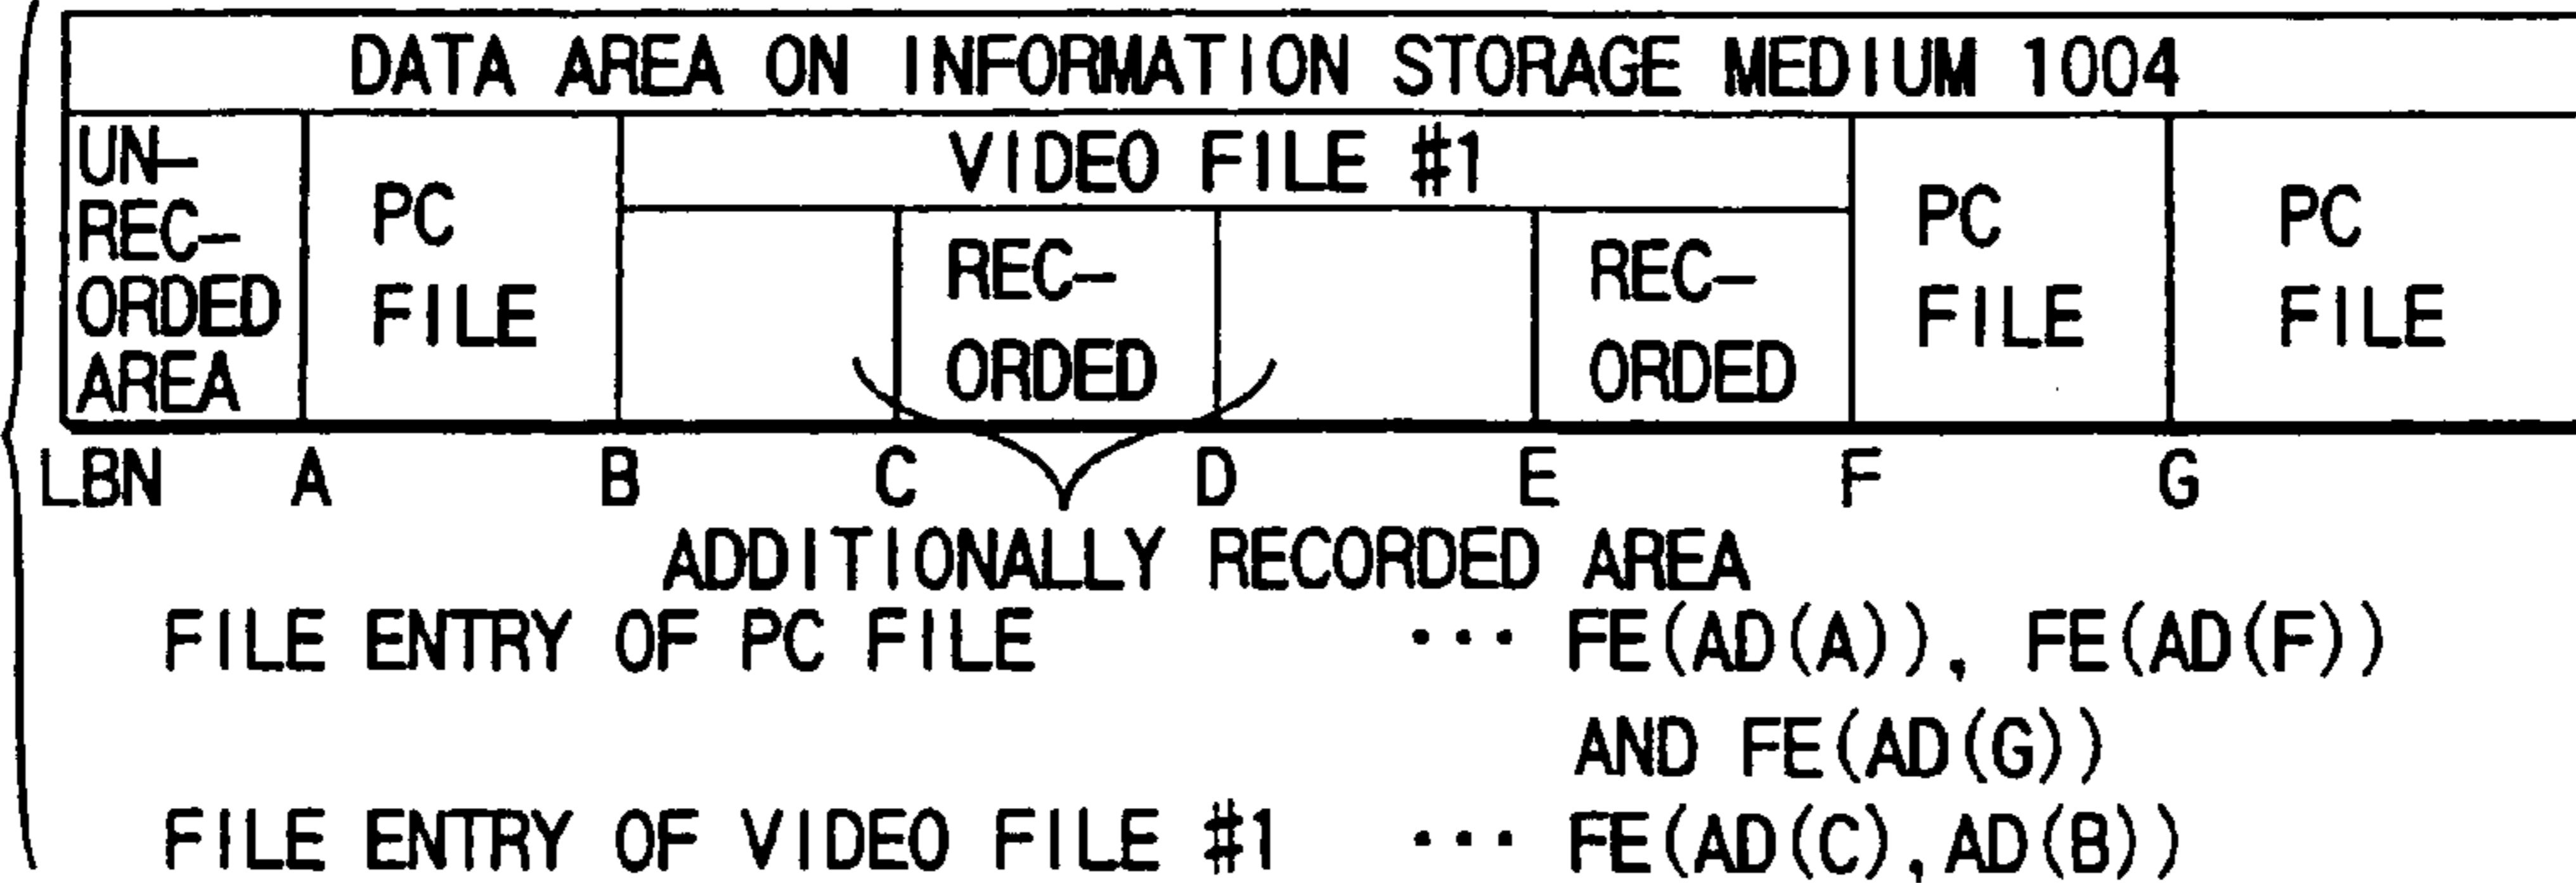 DATA AREA ON INFORMATION STORAGE MEDIUM 1004
UN-
REC-
ORDED
AREA
PC
FILE
VIDEO FILE #1
REC-
ORDED
REC-
ORDED
PC
FILE
PC
FILE
LBN A B C D E F G
ADDITIONALLY RECORDED AREA
FILE ENTRY OF PC FILE ··· FE(AD(A)), FE(AD(F))
AND FE(AD(G))
FILE ENTRY OF VIDEO FILE #1 ··· FE(AD(C),AD(B))